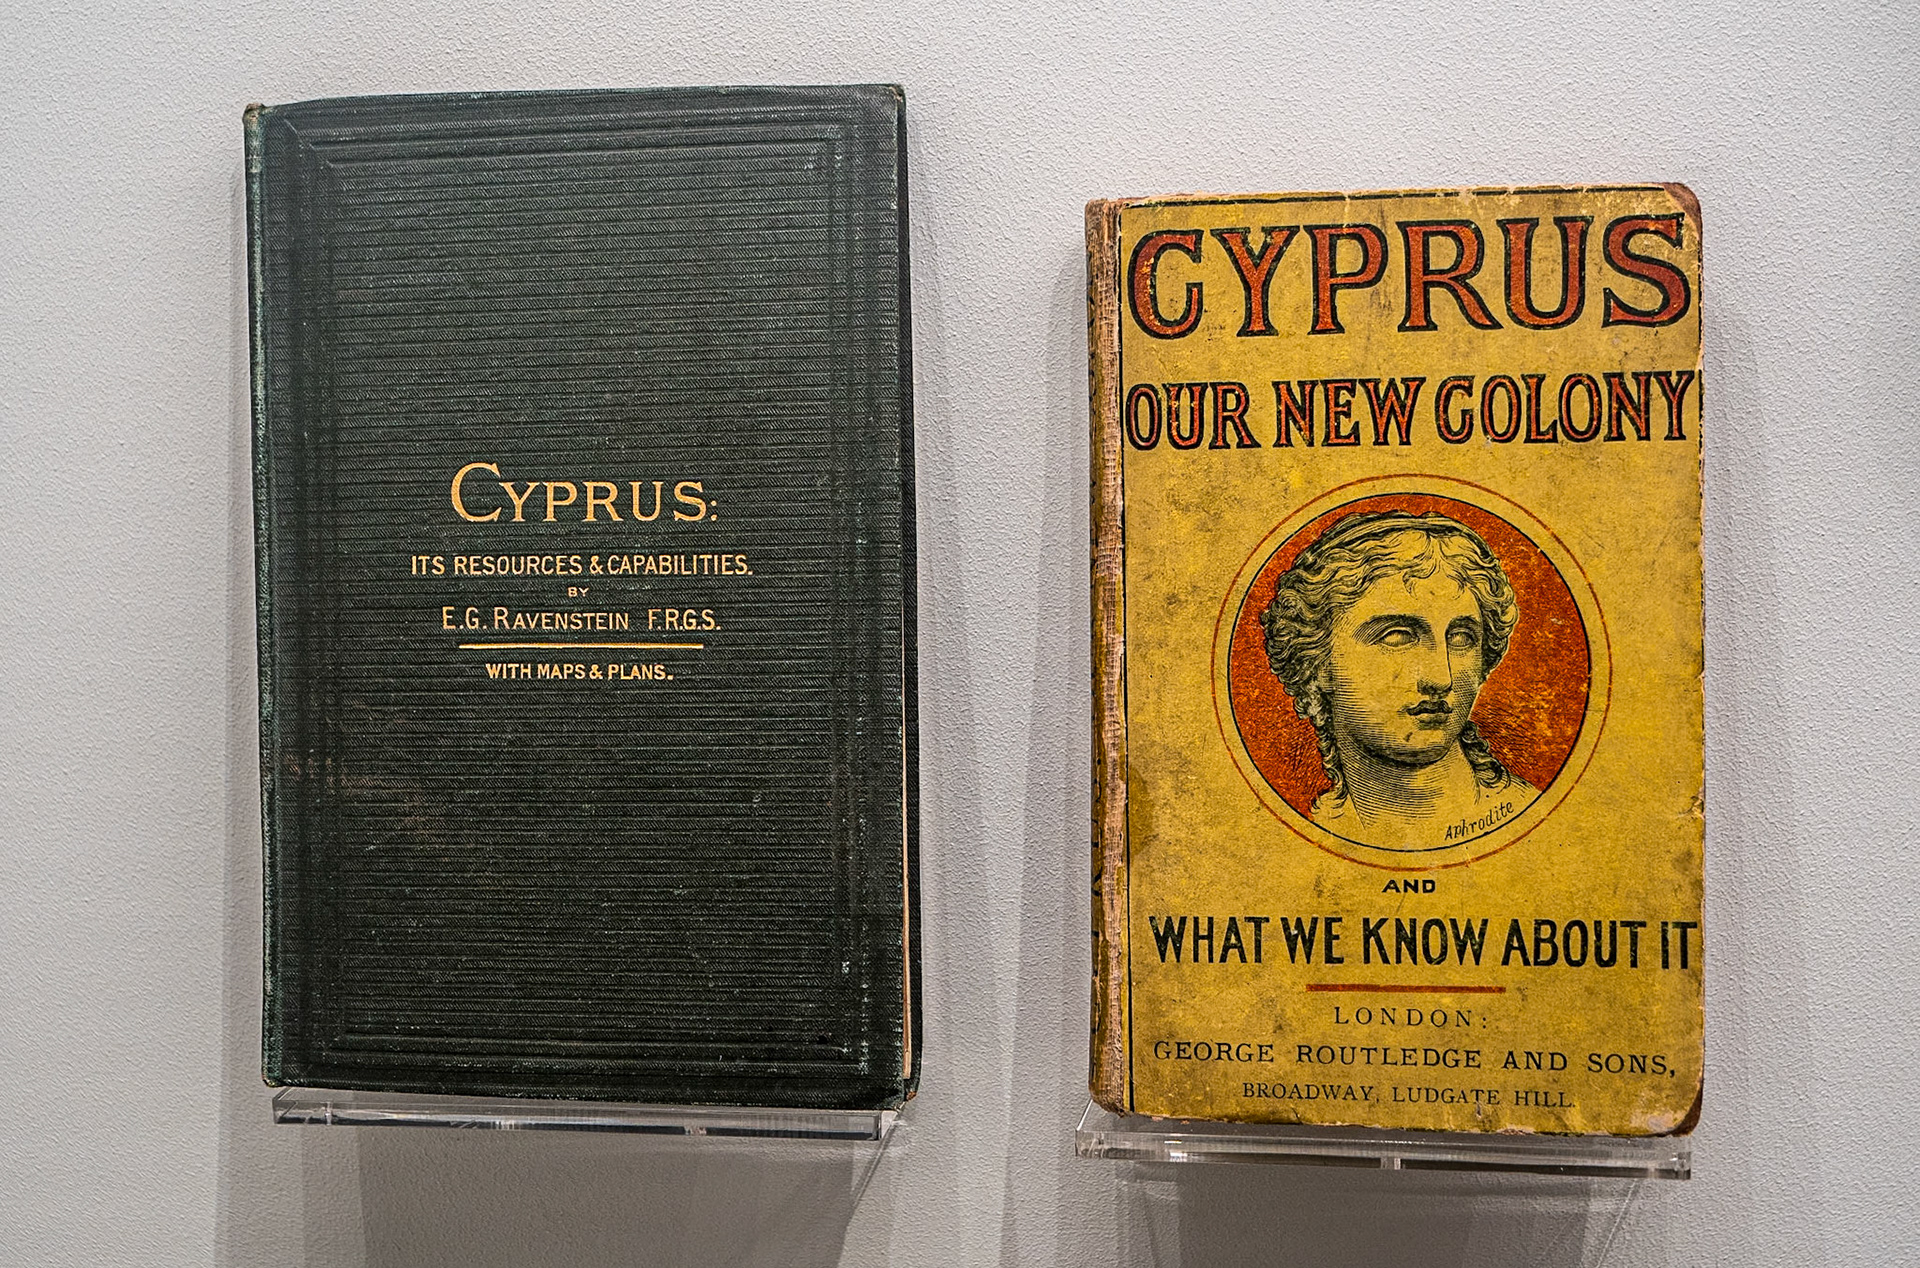 CYPRUS:
ITS RESOURCES & CAPABILITIES.
BY
E.G. RAVENSTEIN F.R.G.S.
WITH MAPS & PLANS.
CYPRUS
OUR NEW COLONY
Aphrodite
AND
WHAT WE KNOW ABOUT IT
LONDON:
GEORGE ROUTLEDGE AND SONS,
BROADWAY, LUDGATE HILL.